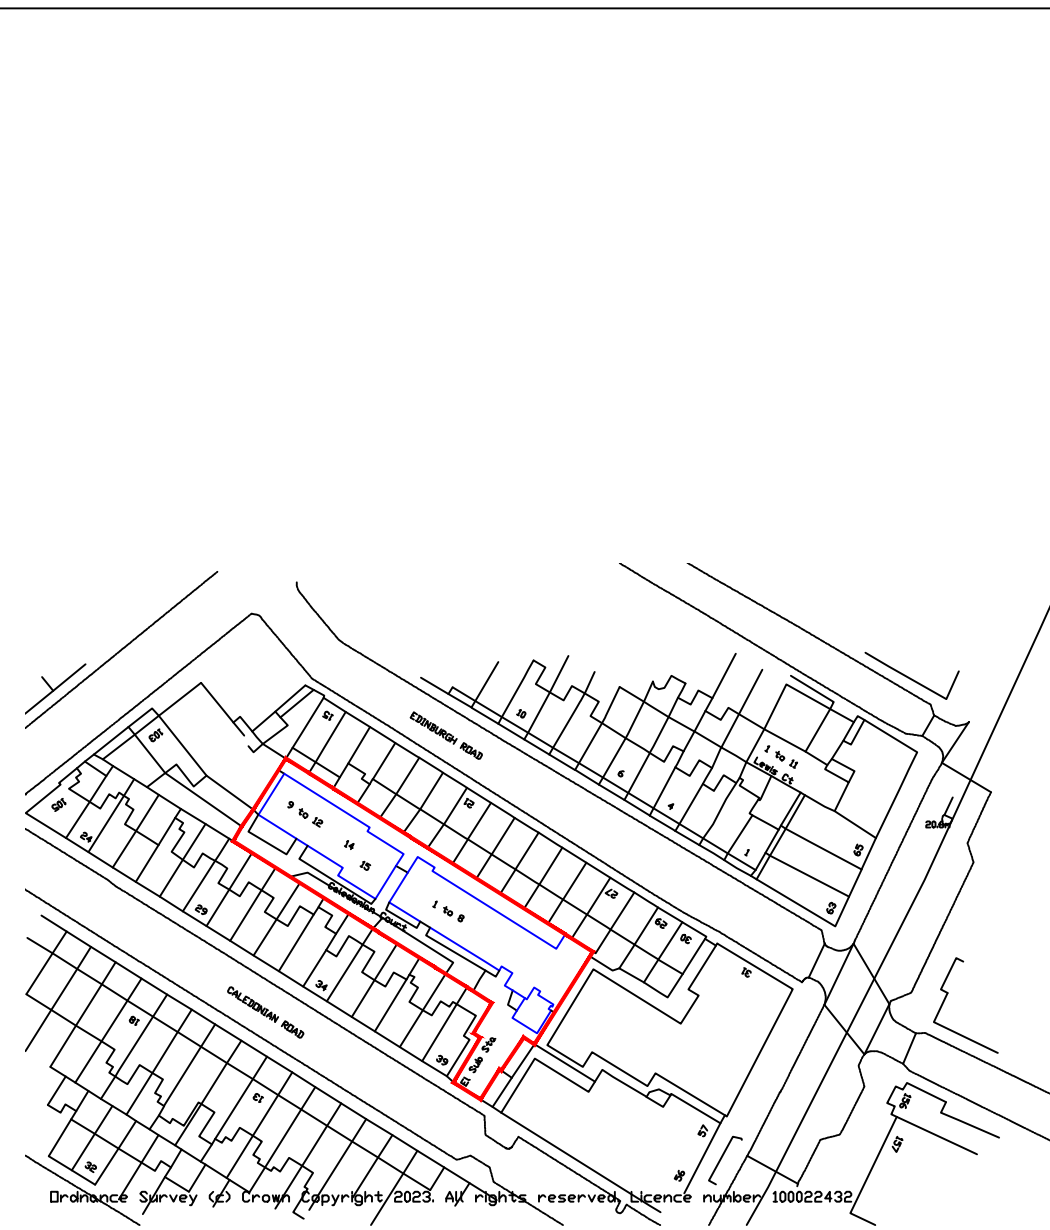 15
EDINBURGH ROAD
10
103
1 to 11
Lewis Ct
6
4
21
105
9 to 12
14
15
24
20.8m
1
65
27
Caledonian Court
1 to 8
29
63
29
30
31
34
CALEDONIAN ROAD
18
39
El Sub Sta
13
156
57
157
32
56
Ordnance Survey (c) Crown Copyright 2023. All rights reserved. Licence number 100022432